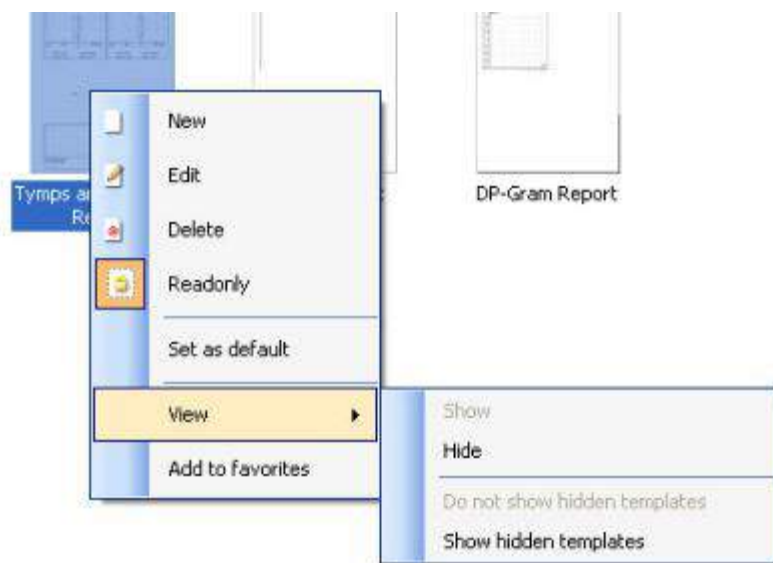 Tymps a
Re
DP-Gram Report
New
Edit
Delete
Readonly
Set as default
View
Add to favorites
Show
Hide
Do not show hidden templates
Show hidden templates